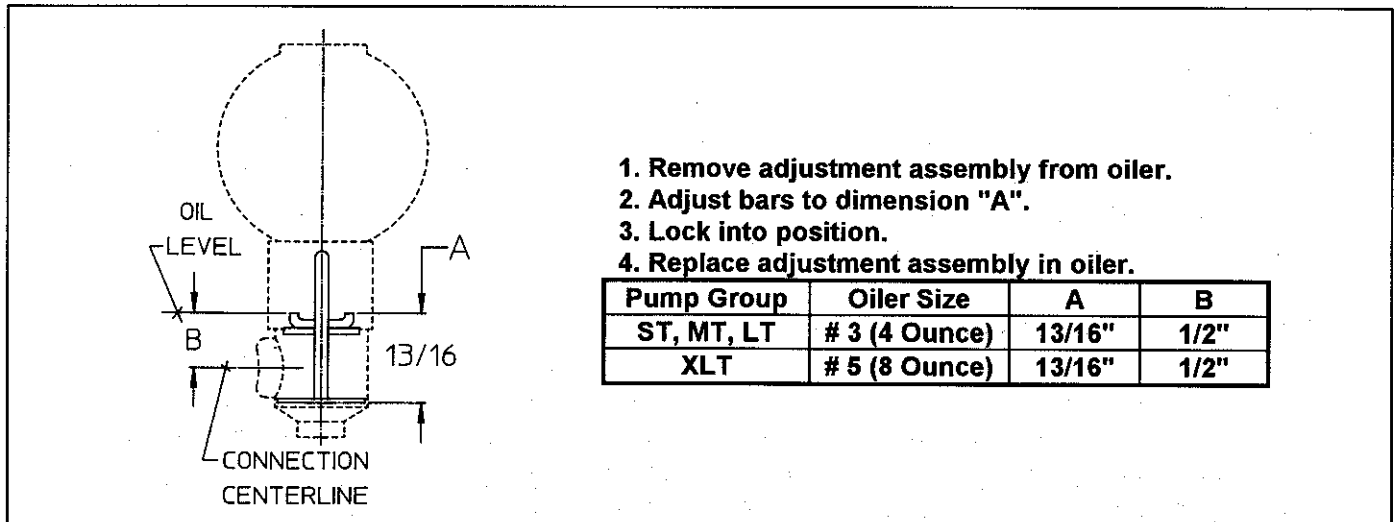 OIL
LEVEL
A
B
13/16
CONNECTION
CENTERLINE
1. Remove adjustment assembly from oiler.
2. Adjust bars to dimension "A".
3. Lock into position.
4. Replace adjustment assembly in oiler.
Pump Group Oiler Size A B
ST, MT, LT # 3 (4 Ounce) 13/16" 1/2"
XLT # 5 (8 Ounce) 13/16" 1/2"